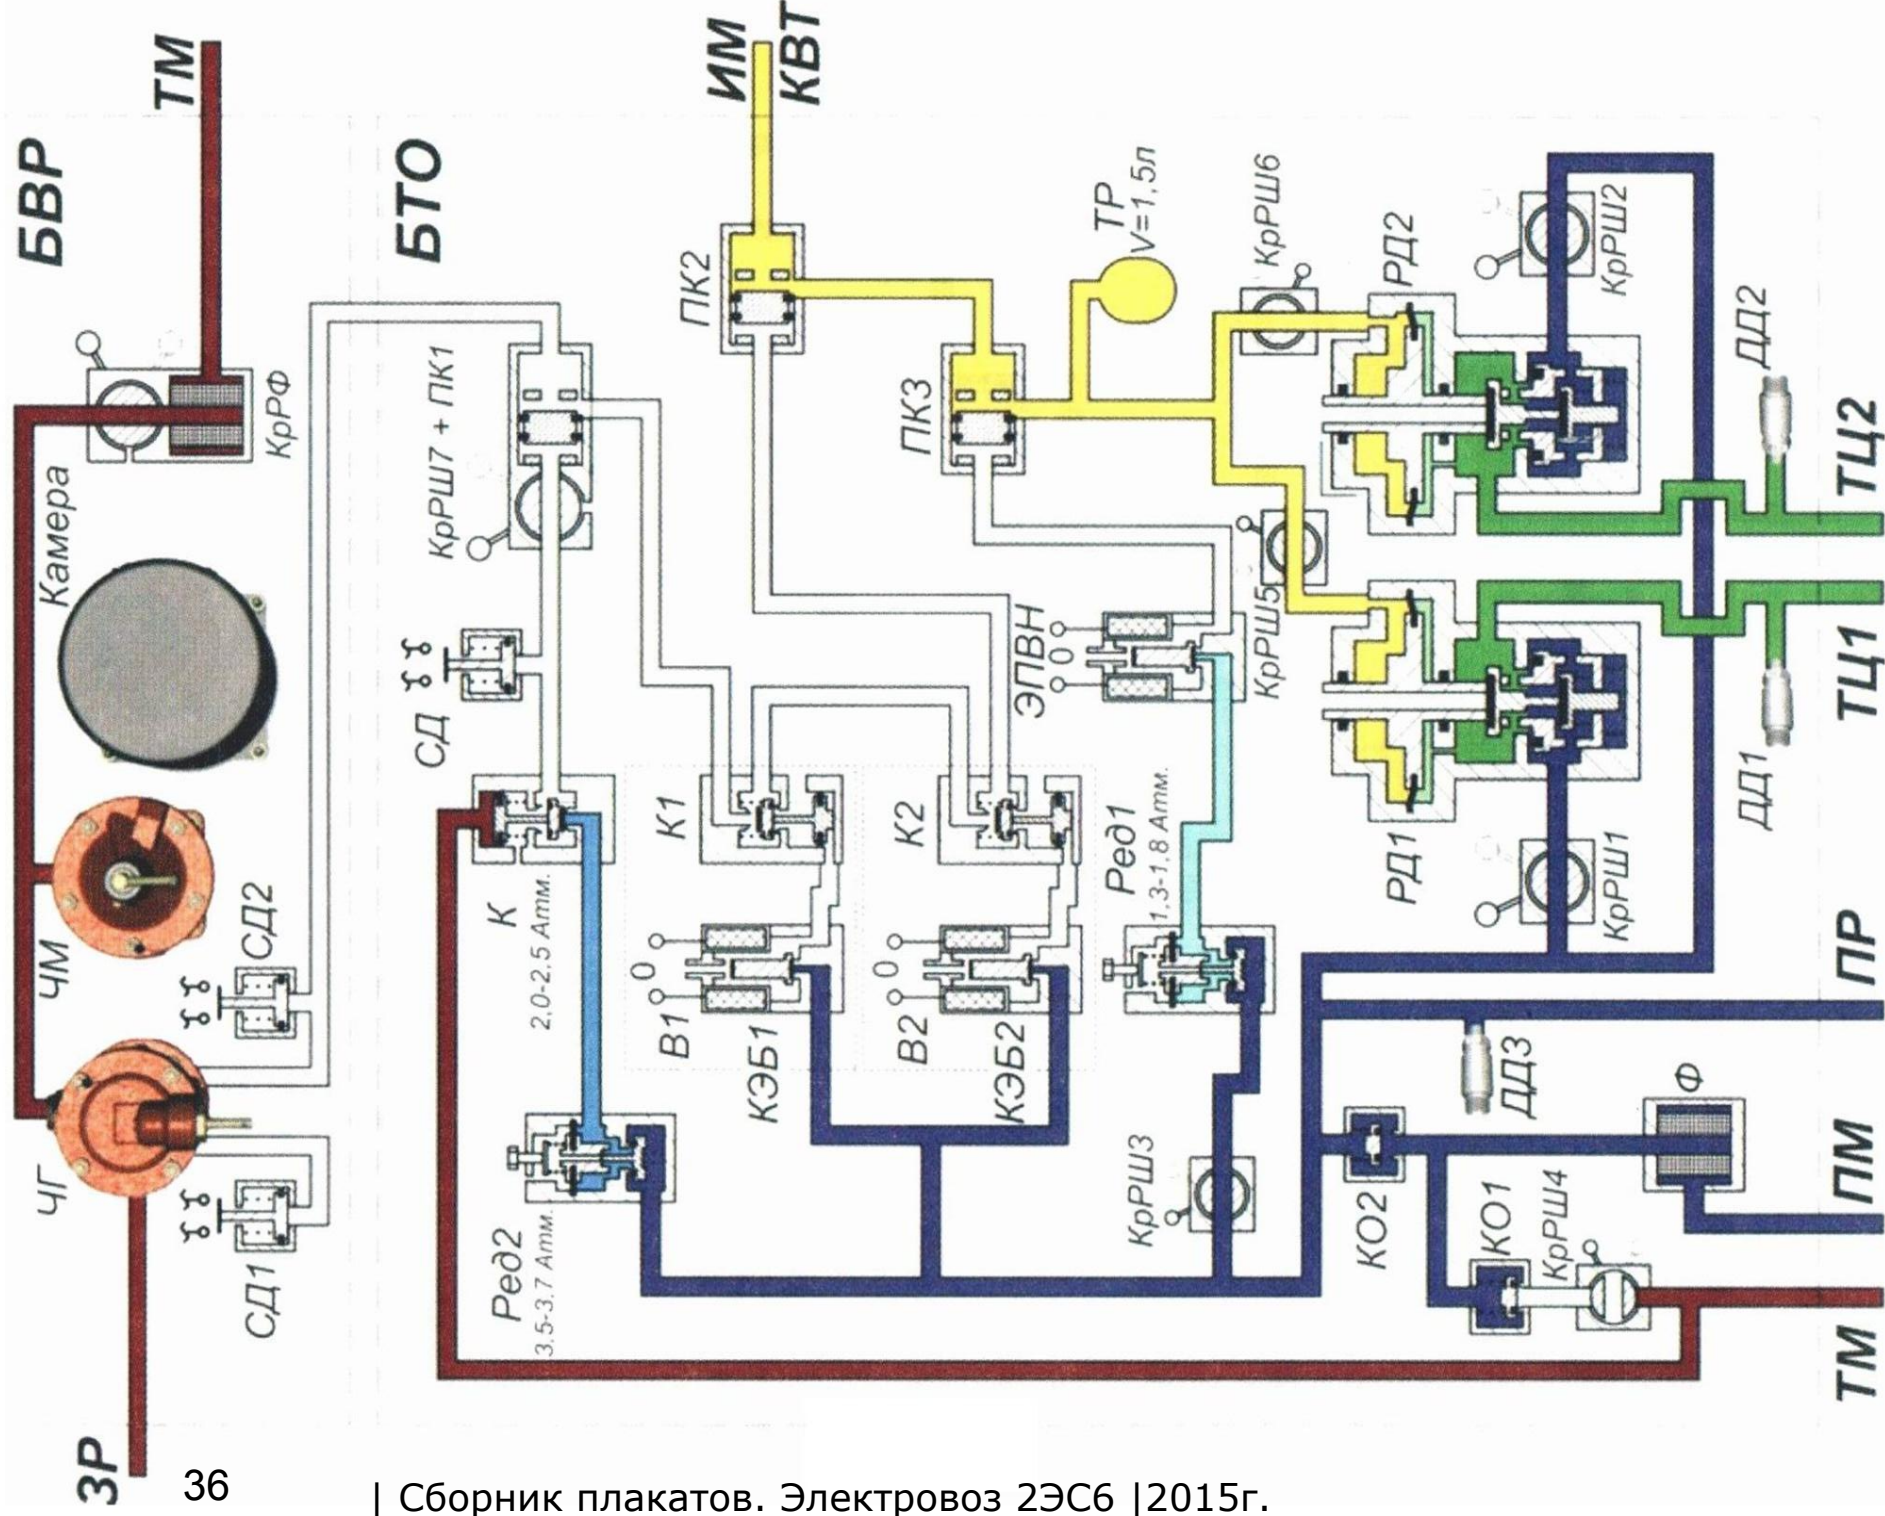 ТМ
БВР
КрРФ
Камера
ЧМ
СД2
ЧГ
СД1
ЗР
БТО
КрРШ7 + ПК1
СД
К
2,0-2,5 Атм.
Ред2
3,5-3,7 Атм.
ИМ
КВТ
ПК2
ПК3
ТР
V=1,5л
КрРШ6
РД2
КрРШ2
ДД2
ТЦ2
К1
К2
В1
КЭБ1
В2
КЭБ2
ЭПВН
КрРШ5
Ред1
1,3-1,8 Атм.
РД1
КрРШ1
ДД1
ТЦ1
КрРШ3
ПР
ДД3
Ф
КО2
КО1
КрРШ4
ПМ
ТМ
36
| Сборник плакатов. Электровоз 2ЭС6 |2015г.